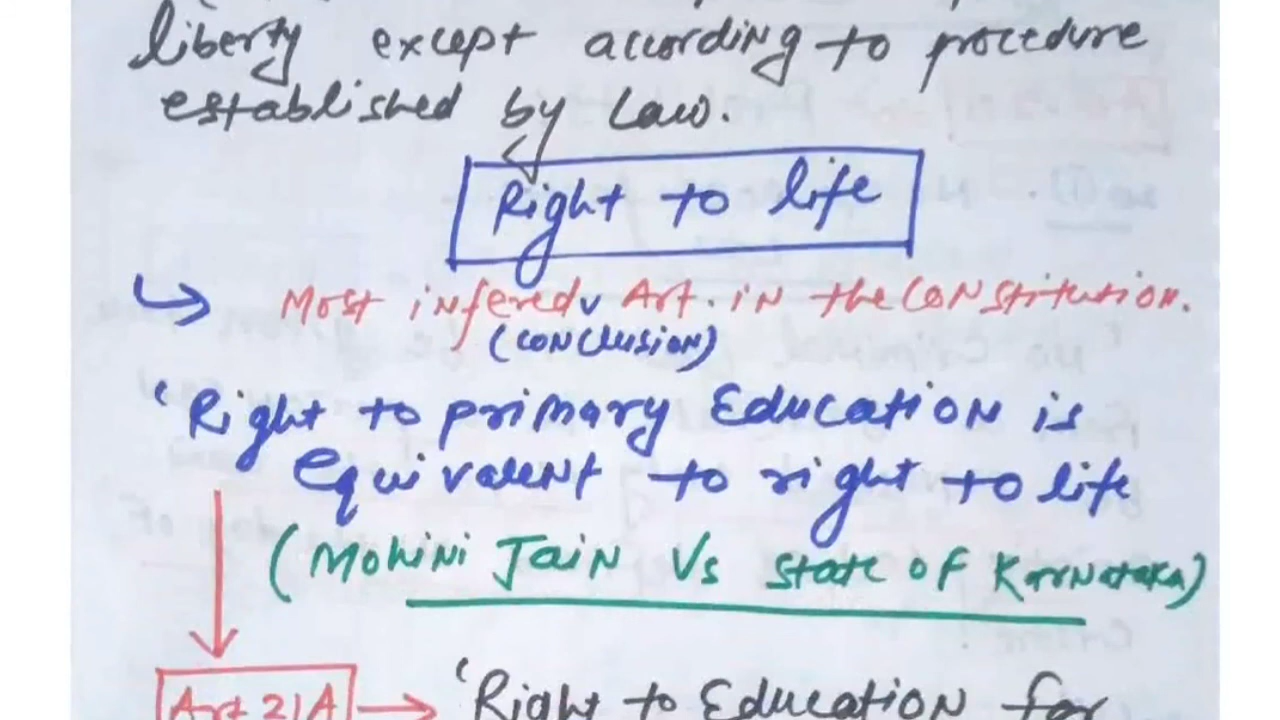 liberty except according to procedure
established by Law.
Right to life
Most infered Art. in the Constitution.
(conclusion)
'Right to primary Education is
Equivalent to right to life
(Mohini Jain Vs State of Karnataka)
Art 21A → 'Right to Education for